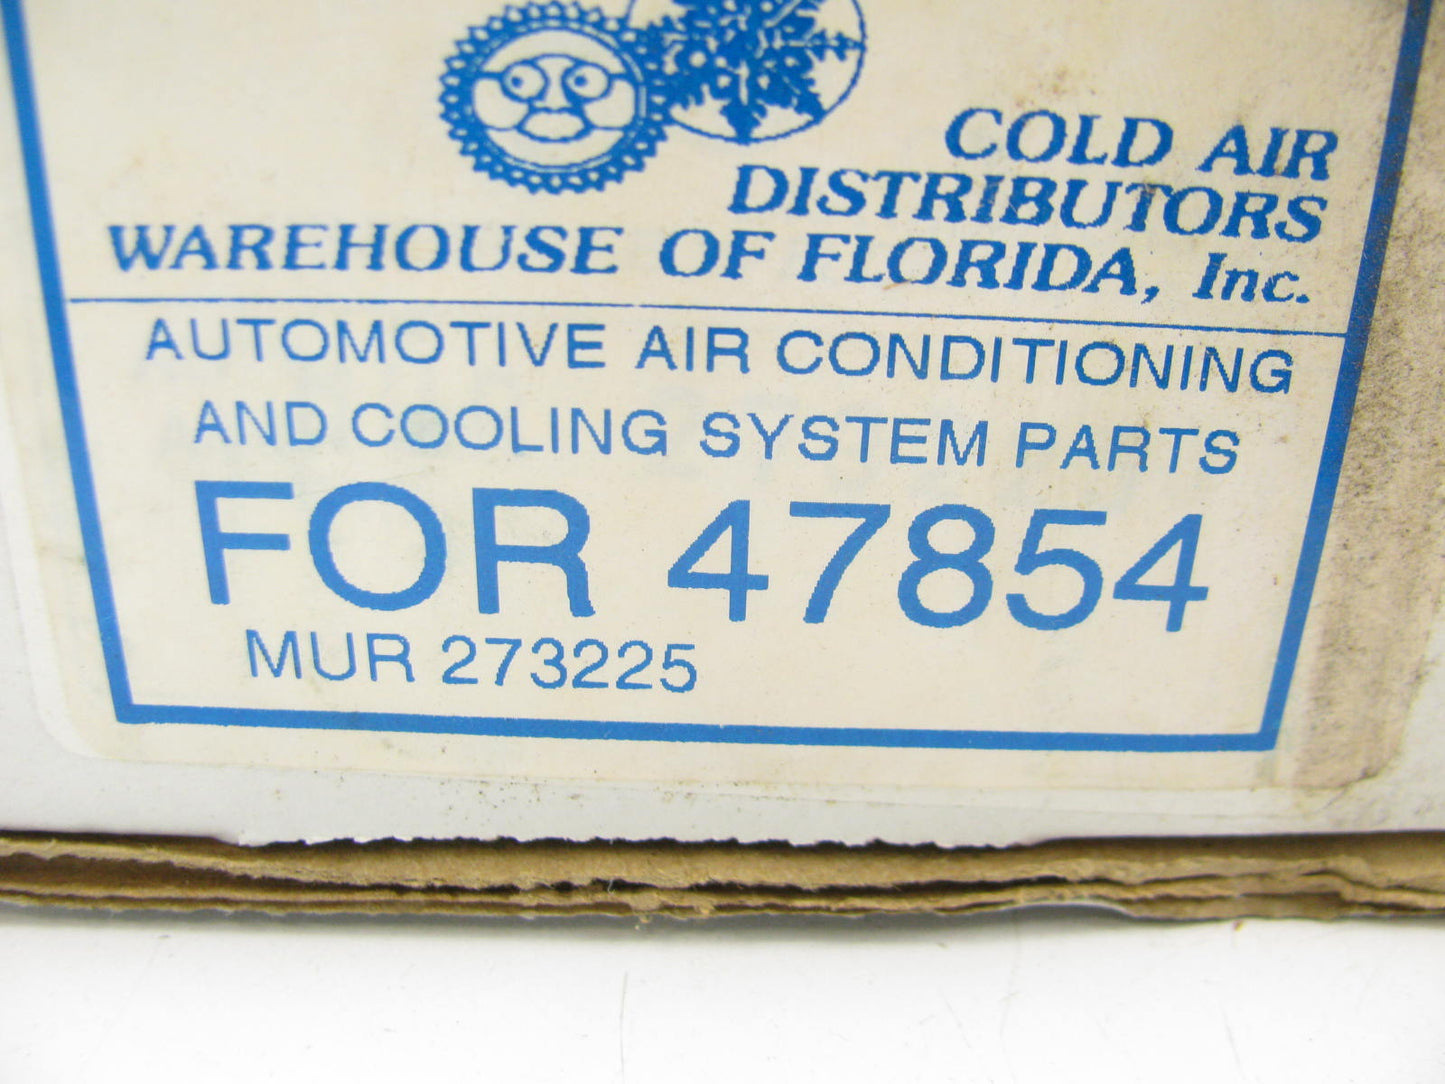 COLD AIR
DISTRIBUTORS
WAREHOUSE OF FLORIDA, Inc.
AUTOMOTIVE AIR CONDITIONING
AND COOLING SYSTEM PARTS
FOR 47854
MUR 273225